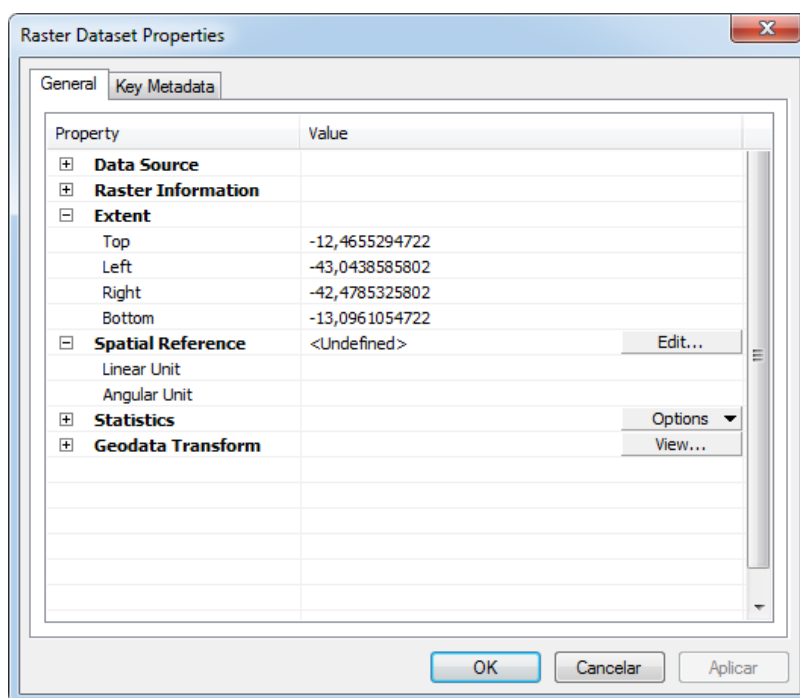 Raster Dataset Properties
General Key Metadata
Property Value
Data Source
Raster Information
Extent
Top -12,4655294722
Left -43,0438585802
Right -42,4785325802
Bottom -13,0961054722
Spatial Reference <Undefined> Edit...
Linear Unit
Angular Unit
Statistics Options
Geodata Transform View...
OK Cancelar Aplicar